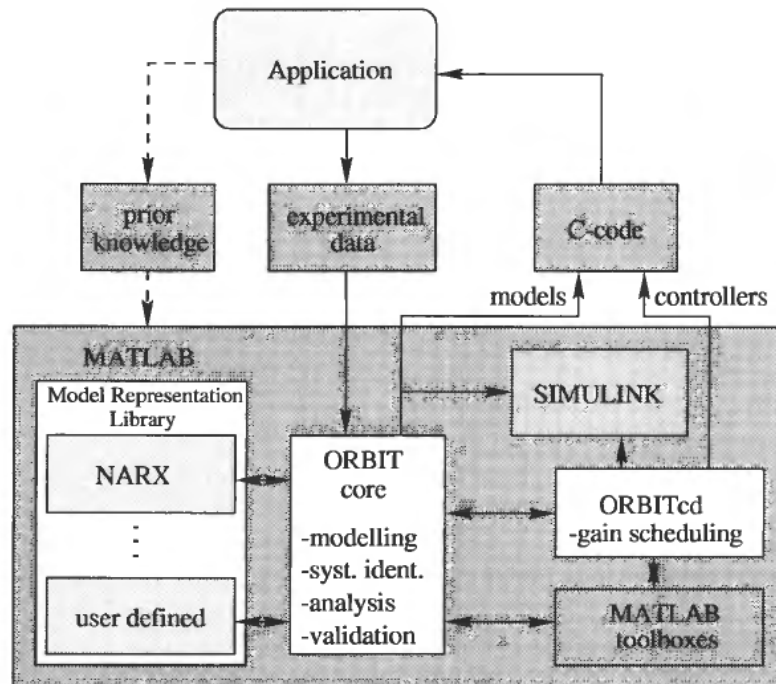 Application
prior
knowledge
experimental
data
C-code
models
controllers
MATLAB
Model Representation
Library
NARX
user defined
ORBIT
core
-modelling
-syst. ident.
-analysis
-validation
SIMULINK
ORBITcd
-gain scheduling
MATLAB
toolboxes